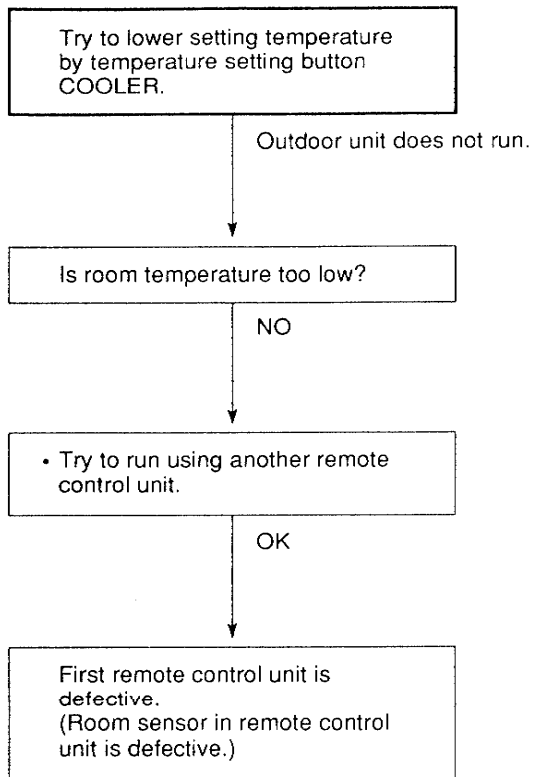 Try to lower setting temperature
by temperature setting button
COOLER.
Outdoor unit does not run.
Is room temperature too low?
NO
• Try to run using another remote
control unit.
OK
First remote control unit is
defective.
(Room sensor in remote control
unit is defective.)